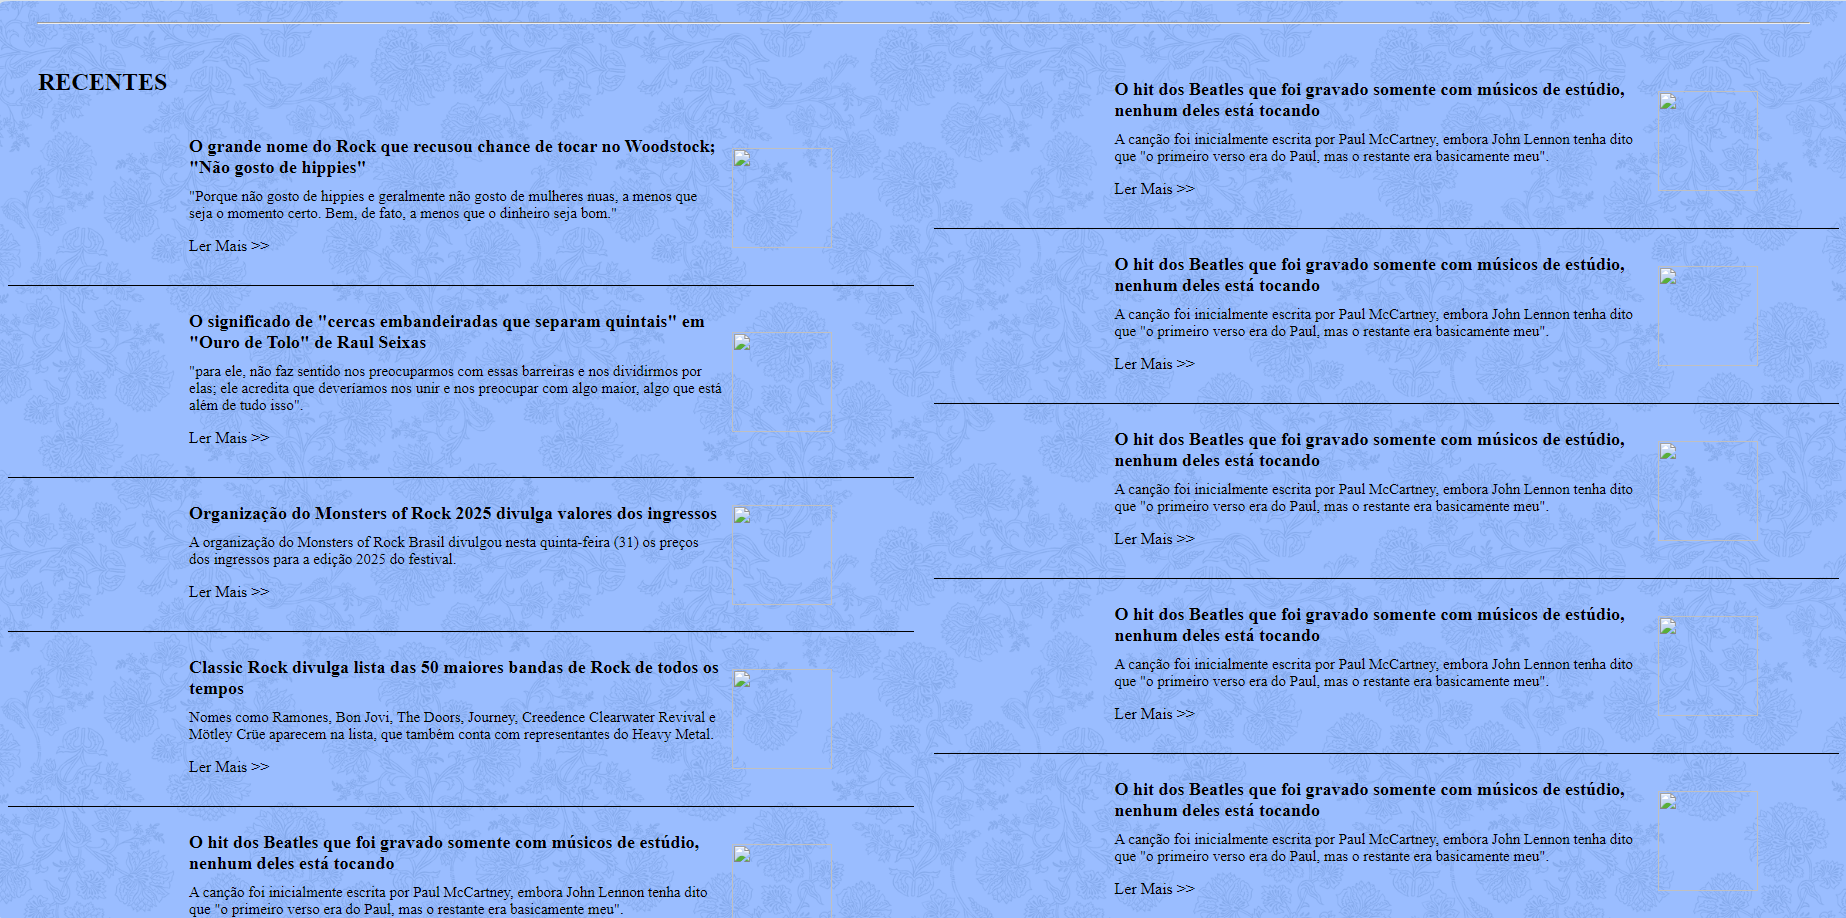 RECENTES
O grande nome do Rock que recusou chance de tocar no Woodstock;
"Não gosto de hippies"
"Porque não gosto de hippies e geralmente não gosto de mulheres nuas, a menos que
seja o momento certo. Bem, de fato, a menos que o dinheiro seja bom."
Ler Mais >>
O significado de "cercas embandeiradas que separam quintais" em
"Ouro de Tolo" de Raul Seixas
"para ele, não faz sentido nos preocuparmos com essas barreiras e nos dividirmos por
elas; ele acredita que deveríamos nos unir e nos preocupar com algo maior, algo que está
além de tudo isso".
Ler Mais >>
Organização do Monsters of Rock 2025 divulga valores dos ingressos
A organização do Monsters of Rock Brasil divulgou nesta quinta-feira (31) os preços
dos ingressos para a edição 2025 do festival.
Ler Mais >>
Classic Rock divulga lista das 50 maiores bandas de Rock de todos os
tempos
Nomes como Ramones, Bon Jovi, The Doors, Journey, Creedence Clearwater Revival e
Mötley Crüe aparecem na lista, que também conta com representantes do Heavy Metal.
Ler Mais >>
O hit dos Beatles que foi gravado somente com músicos de estúdio,
nenhum deles está tocando
A canção foi inicialmente escrita por Paul McCartney, embora John Lennon tenha dito
que "o primeiro verso era do Paul, mas o restante era basicamente meu".
O hit dos Beatles que foi gravado somente com músicos de estúdio,
nenhum deles está tocando
A canção foi inicialmente escrita por Paul McCartney, embora John Lennon tenha dito
que "o primeiro verso era do Paul, mas o restante era basicamente meu".
Ler Mais >>
O hit dos Beatles que foi gravado somente com músicos de estúdio,
nenhum deles está tocando
A canção foi inicialmente escrita por Paul McCartney, embora John Lennon tenha dito
que "o primeiro verso era do Paul, mas o restante era basicamente meu".
Ler Mais >>
O hit dos Beatles que foi gravado somente com músicos de estúdio,
nenhum deles está tocando
A canção foi inicialmente escrita por Paul McCartney, embora John Lennon tenha dito
que "o primeiro verso era do Paul, mas o restante era basicamente meu".
Ler Mais >>
O hit dos Beatles que foi gravado somente com músicos de estúdio,
nenhum deles está tocando
A canção foi inicialmente escrita por Paul McCartney, embora John Lennon tenha dito
que "o primeiro verso era do Paul, mas o restante era basicamente meu".
Ler Mais >>
O hit dos Beatles que foi gravado somente com músicos de estúdio,
nenhum deles está tocando
A canção foi inicialmente escrita por Paul McCartney, embora John Lennon tenha dito
que "o primeiro verso era do Paul, mas o restante era basicamente meu".
Ler Mais >>